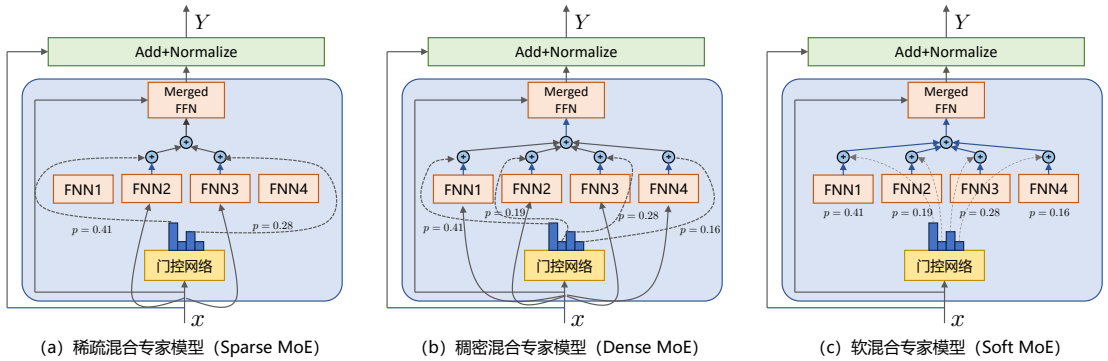 Y
Add+Normalize
Merged
FFN
+
+ +
FNN1 FNN2 FNN3 FNN4
p = 0.41 p = 0.28
门控网络
x
(a) 稀疏混合专家模型 (Sparse MoE)
Y
Add+Normalize
Merged
FFN
+
+ + + +
FNN1 FNN2 FNN3 FNN4
p = 0.41 p = 0.19 p = 0.28 p = 0.16
门控网络
x
(b) 稠密混合专家模型 (Dense MoE)
Y
Add+Normalize
Merged
FFN
+
+ + + +
FNN1 FNN2 FNN3 FNN4
p = 0.41 p = 0.19 p = 0.28 p = 0.16
门控网络
x
(c) 软混合专家模型 (Soft MoE)